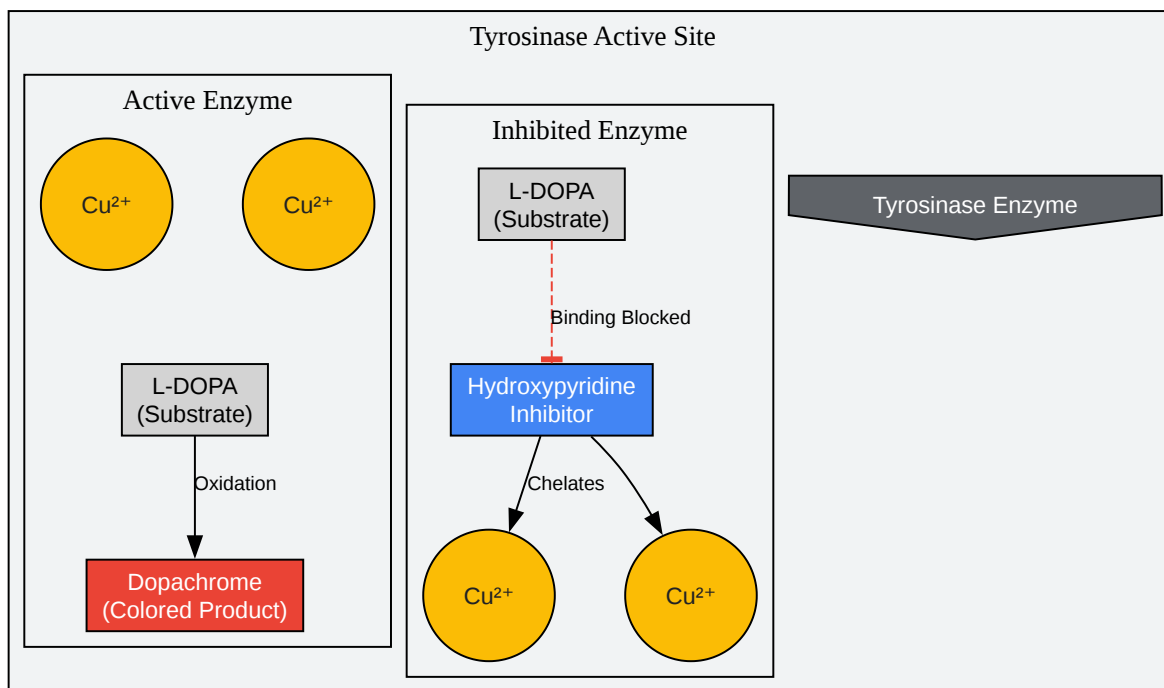 Tyrosinase Active Site
Active Enzyme
Cu²⁺
Cu²⁺
L-DOPA
(Substrate)
Oxidation
Dopachrome
(Colored Product)
Inhibited Enzyme
L-DOPA
(Substrate)
Binding Blocked
Hydroxypyridine
Inhibitor
Chelates
Cu²⁺
Cu²⁺
Tyrosinase Enzyme